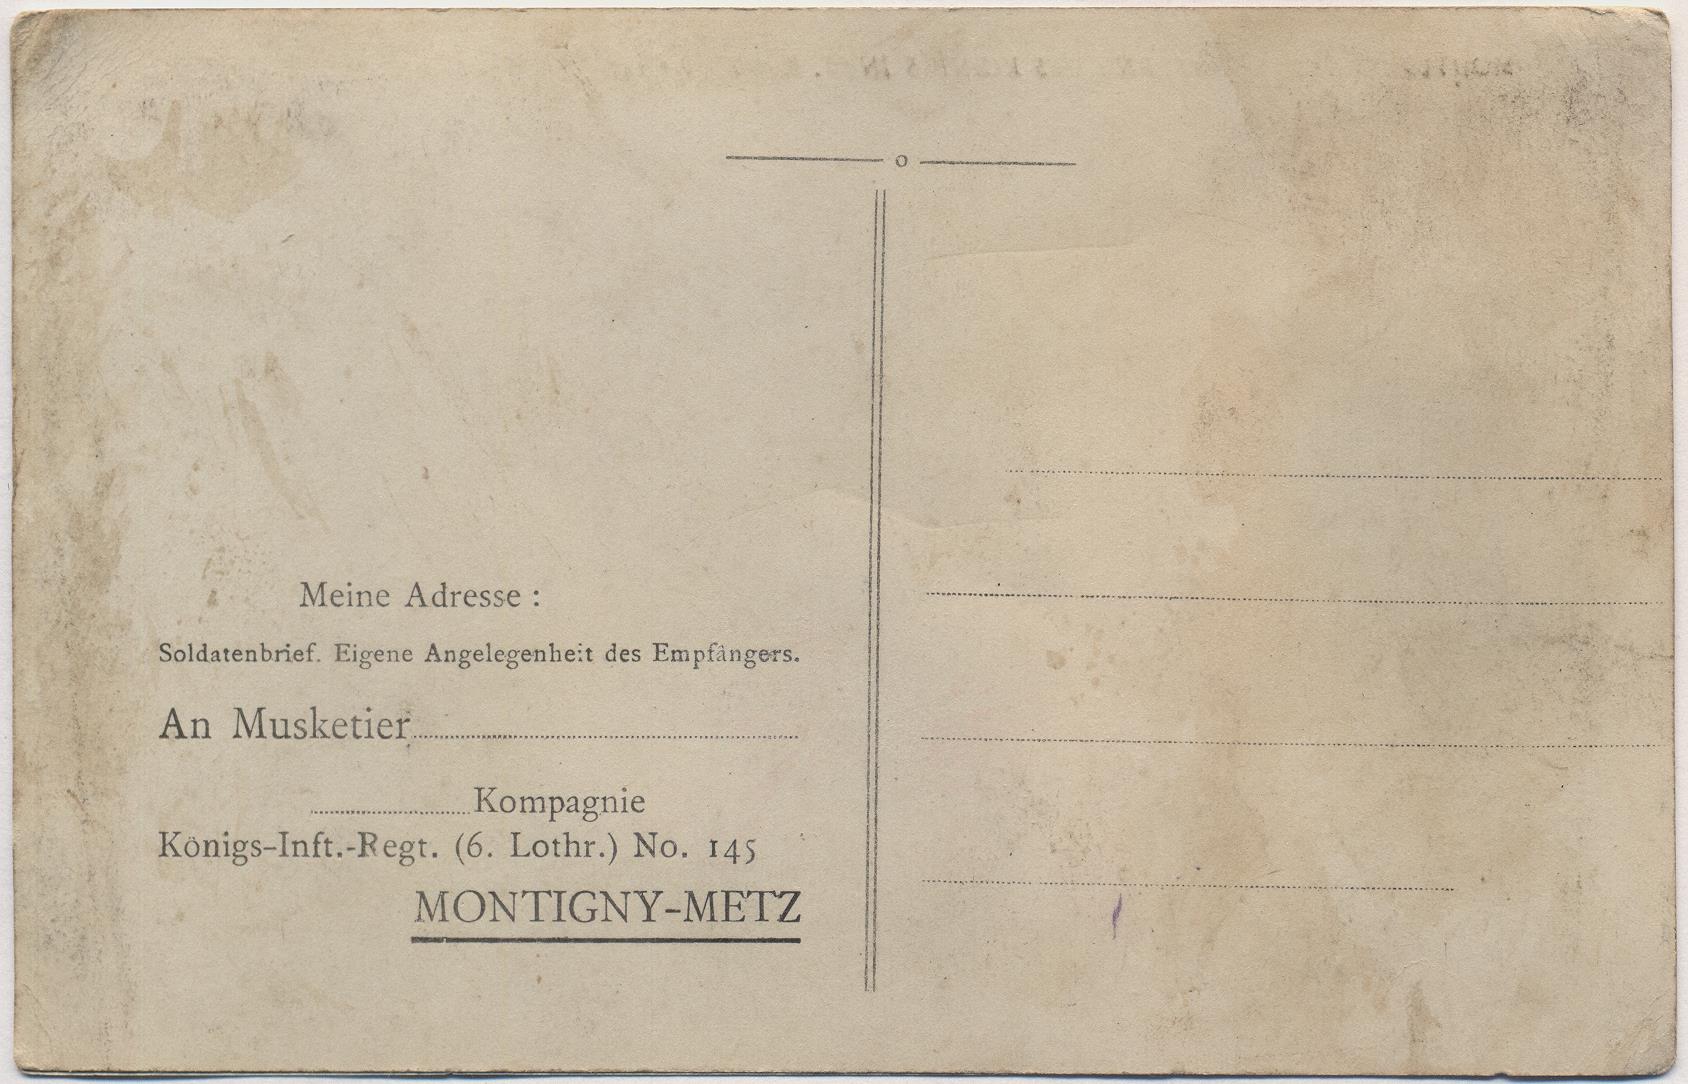 o
Meine Adresse :
Soldatenbrief. Eigene Angelegenheit des Empfängers.
An Musketier
Kompagnie
Königs-Inft.-Regt. (6. Lothr.) No. 145
MONTIGNY-METZ